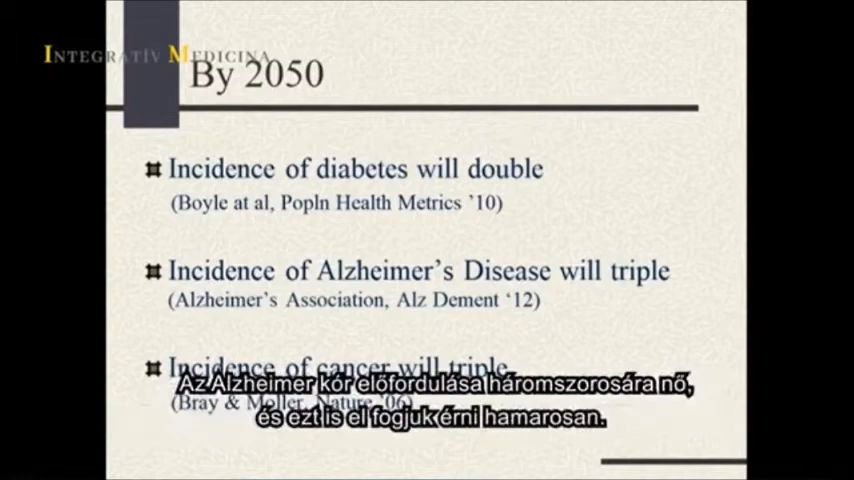 INTEGRATÍV MEDICINA
By 2050
Incidence of diabetes will double
(Boyle at al, Popln Health Metrics ’10)
Incidence of Alzheimer’s Disease will triple
(Alzheimer’s Association, Alz Dement ‘12)
Incidence of cancer will triple
(Bray & Moller, Nature ’06)
Az Alzheimer kór előfordulása háromszorosára nő,
és ezt is el fogjuk érni hamarosan.